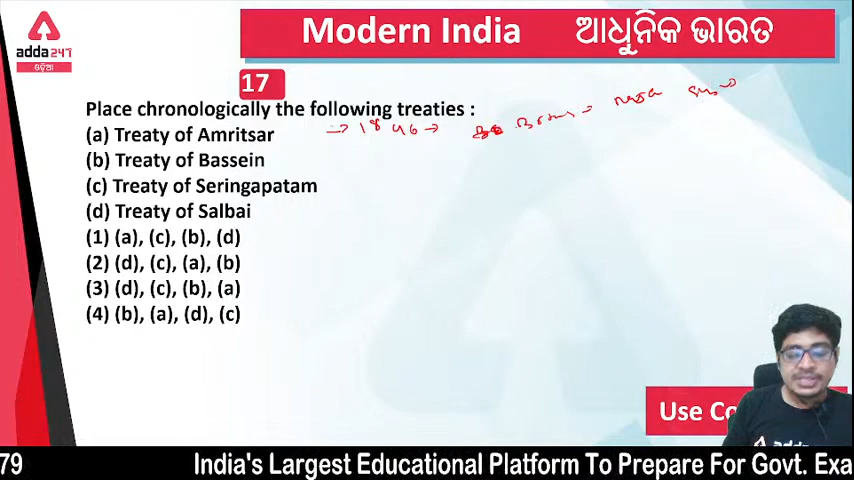 adda247
ଓଡ଼ିଆ
Modern India ଆଧୁନିକ ଭାରତ
17
Place chronologically the following treaties :
(a) Treaty of Amritsar → 1846 →
(b) Treaty of Bassein
(c) Treaty of Seringapatam
(d) Treaty of Salbai
(1) (a), (c), (b), (d)
(2) (d), (c), (a), (b)
(3) (d), (c), (b), (a)
(4) (b), (a), (d), (c)
Use Co
adda
79 India's Largest Educational Platform To Prepare For Govt. Exa